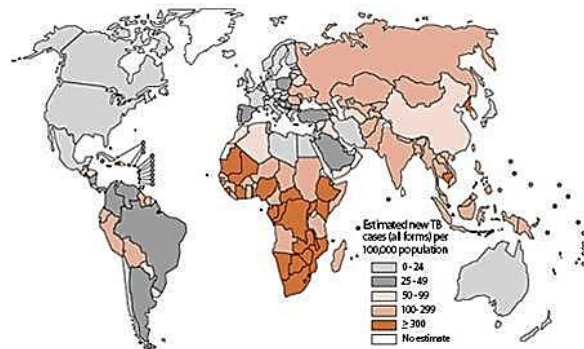 Estimated new TB
cases (all forms) per
100,000 population
0 - 24
25 - 49
50 - 99
100 - 299
≥ 300
No estimate